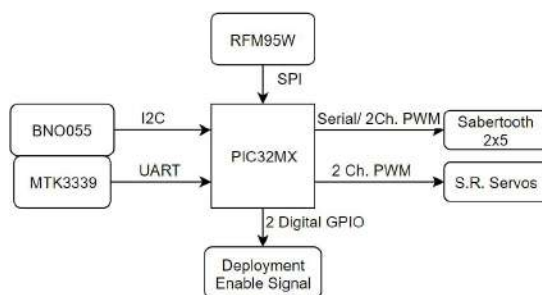 RFM95W
SPI
BNO055
I2C
MTK3339
UART
PIC32MX
Serial/ 2Ch. PWM
Sabertooth
2x5
2 Ch. PWM
S.R. Servos
2 Digital GPIO
Deployment
Enable Signal